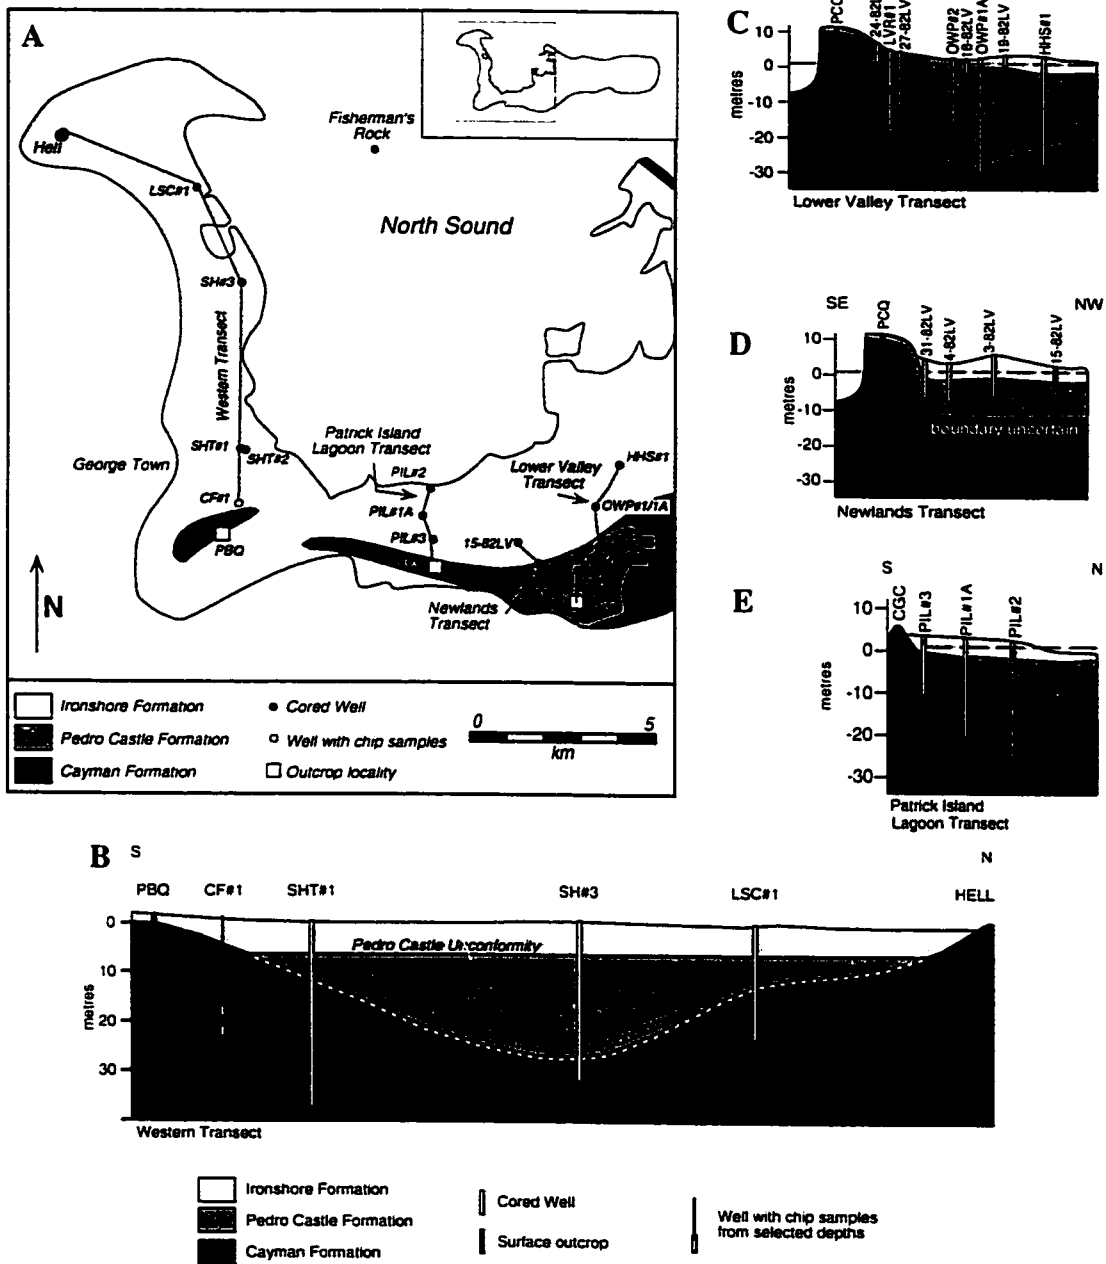 A
Hell
LSC#1
Fisherman's
Rock
North Sound
SH#3
Western Transect
SHT#1
SHT#2
George Town
CF#1
PBQ
Patrick Island
Lagoon Transect
PIL#2
PIL#1A
PIL#3
15-82LV
Lower Valley
Transect
HHS#1
OWP#1/1A
Newlands
Transect
N
Ironshore Formation
Pedro Castle Formation
Cayman Formation
Cored Well
Well with chip samples
Outcrop locality
0 5
km
C
PCQ
LVR#1
27-82LV
OWP#2
18-82LV
OWP#1A
19-82LV
HHS#1
metres
10
0
-10
-20
-30
Lower Valley Transect
D
SE NW
PCQ
31-82LV
4-82LV
3-82LV
15-82LV
metres
10
0
-10
-20
-30
boundary uncertain
Newlands Transect
E
S N
CGC
PIL#3
PIL#1A
PIL#2
metres
10
0
-10
-20
-30
Patrick Island
Lagoon Transect
B
S N
PBQ CF#1 SHT#1 SH#3 LSC#1 HELL
metres
0
10
20
30
Pedro Castle Unconformity
Western Transect
Ironshore Formation
Pedro Castle Formation
Cayman Formation
Cored Well
Surface outcrop
Well with chip samples
from selected depths